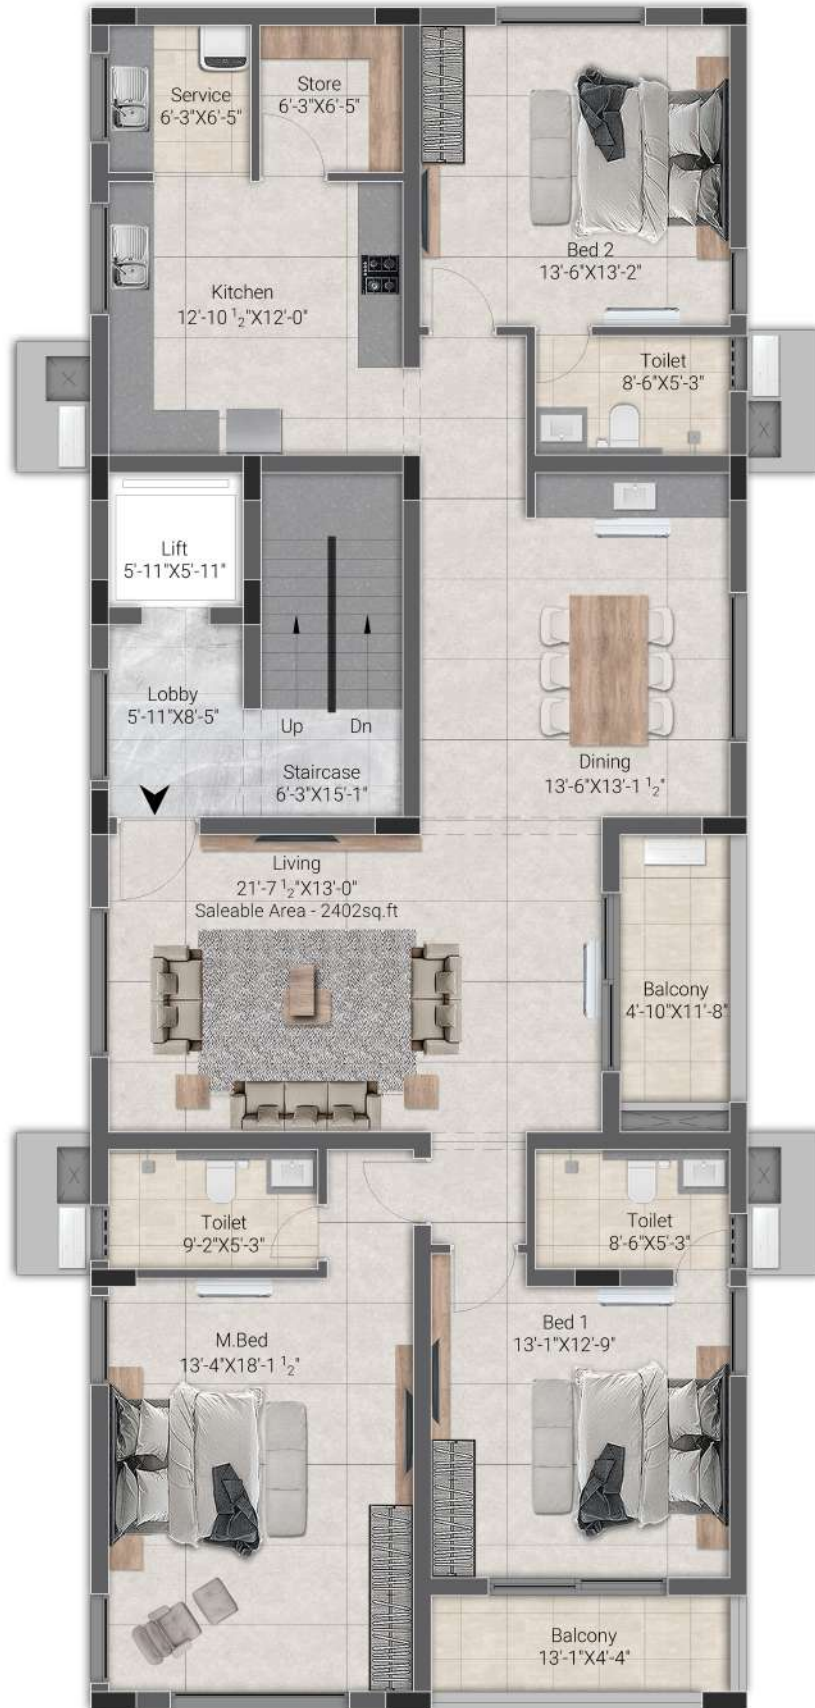 Service
6'-3"X6'-5"
Store
6'-3"X6'-5"
Bed 2
13'-6"X13'-2"
Kitchen
12'-10 1/2"X12'-0"
Toilet
8'-6"X5'-3"
Lift
5'-11"X5'-11"
Lobby
5'-11"X8'-5"
Up
Dn
Staircase
6'-3"X15'-1"
Dining
13'-6"X13'-1 1/2"
Living
21'-7 1/2"X13'-0"
Saleable Area - 2402sq.ft
Balcony
4'-10"X11'-8"
Toilet
9'-2"X5'-3"
Toilet
8'-6"X5'-3"
M.Bed
13'-4"X18'-1 1/2"
Bed 1
13'-1"X12'-9"
Balcony
13'-1"X4'-4"